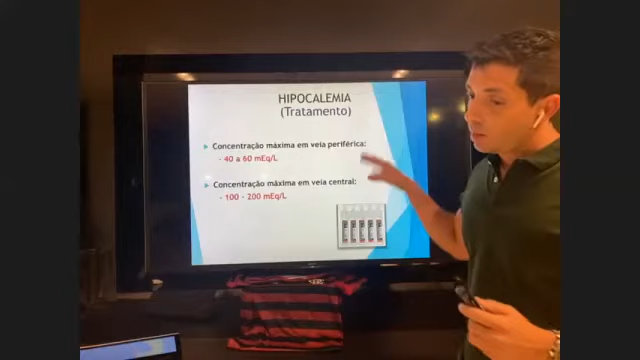 HIPOCALEMIA
(Tratamento)
Concentração máxima em veia periférica:
- 40 a 60 mEq/L
Concentração máxima em veia central:
- 100 – 200 mEq/L